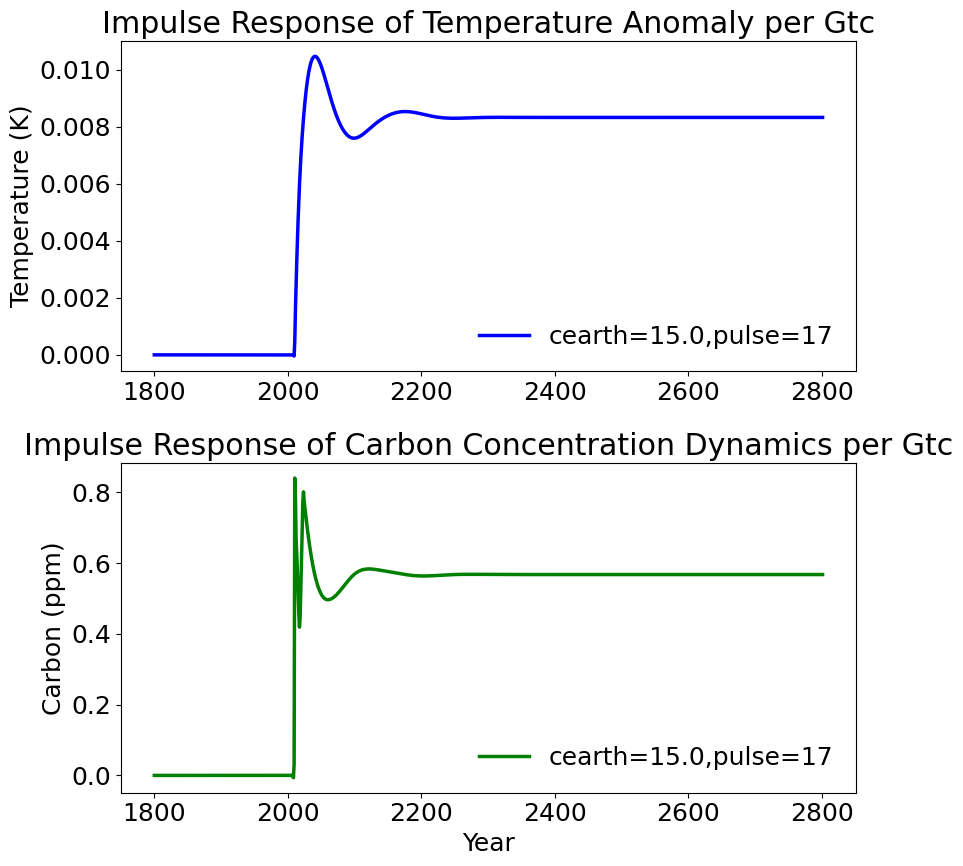 Impulse Response of Temperature Anomaly per Gtc
Temperature (K)
0.010
0.008
0.006
0.004
0.002
0.000
cearth=15.0,pulse=17
1800 2000 2200 2400 2600 2800
Impulse Response of Carbon Concentration Dynamics per Gtc
Carbon (ppm)
0.8
0.6
0.4
0.2
0.0
cearth=15.0,pulse=17
1800 2000 2200 2400 2600 2800
Year